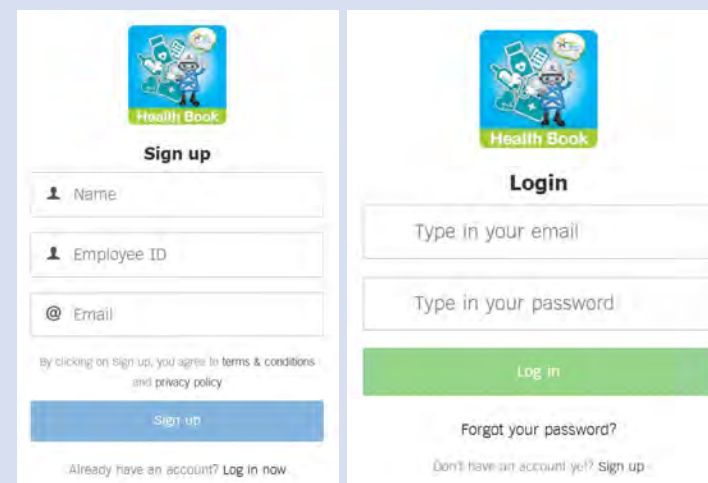 Health Book
Sign up
Name
Employee ID
@ Email
By clicking on Sign up, you agree to terms & conditions
and privacy policy
Sign up
Already have an account? Log in now
Health Book
Login
Type in your email
Type in your password
Log in
Forgot your password?
Don't have an account yet? Sign up